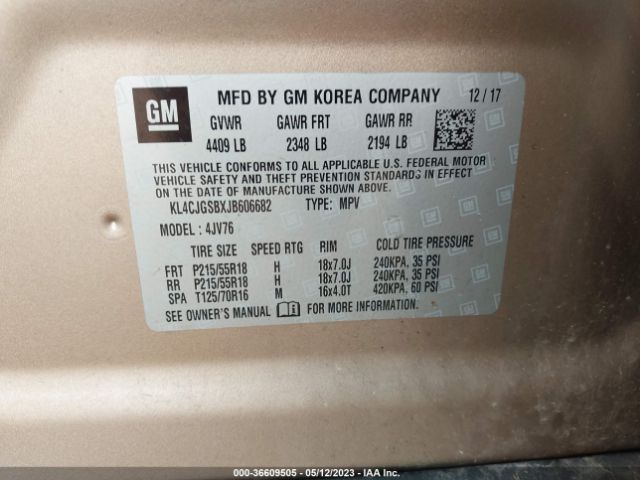 GM
MFD BY GM KOREA COMPANY 12 / 17
GVWR GAWR FRT GAWR RR
4409 LB 2348 LB 2194 LB
THIS VEHICLE CONFORMS TO ALL APPLICABLE U.S. FEDERAL MOTOR
VEHICLE SAFETY AND THEFT PREVENTION STANDARDS IN EFFECT
ON THE DATE OF MANUFACTURE SHOWN ABOVE.
KL4CJGSBXJB606682 TYPE: MPV
MODEL : 4JV76
TIRE SIZE SPEED RTG RIM COLD TIRE PRESSURE
FRT P215/55R18 H 18x7.0J 240KPA, 35 PSI
RR P215/55R18 H 18x7.0J 240KPA, 35 PSI
SPA T125/70R16 M 16x4.0T 420KPA, 60 PSI
SEE OWNER'S MANUAL FOR MORE INFORMATION.
000-36609505 - 05/12/2023 - IAA Inc.